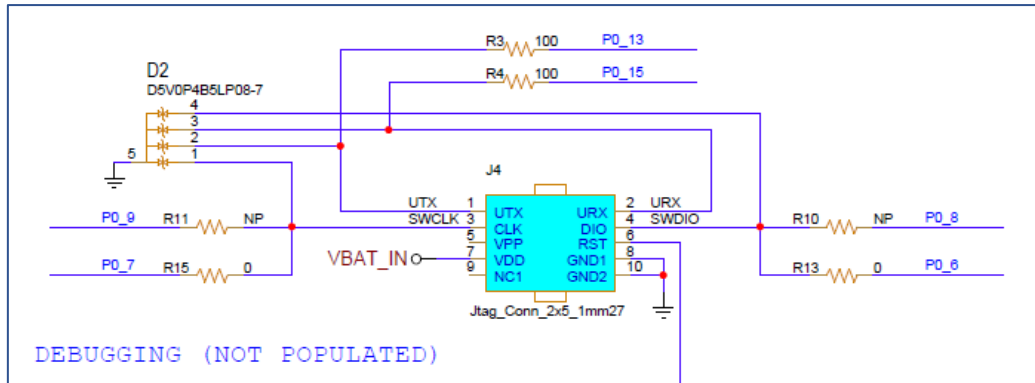 R3 100 P0_13
R4 100 P0_15
D2
D5V0P4B5LP08-7
4
3
2
5 1
J4
UTX 1 UTX URX 2 URX
SWCLK 3 CLK DIO 4 SWDIO
5 VPP RST 6
VBAT_IN 7 VDD GND1 8
9 NC1 GND2 10
P0_9 R11 NP
R10 NP P0_8
P0_7 R15 0
R13 0 P0_6
Jtag_Conn_2x5_1mm27
DEBUGGING (NOT POPULATED)